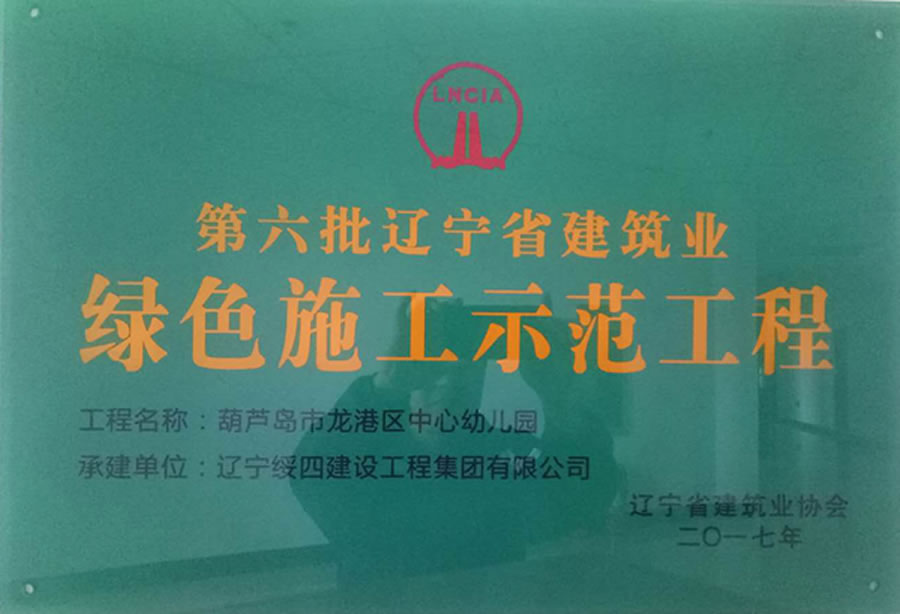 LNCIA
第六批辽宁省建筑业
绿色施工示范工程
工程名称：葫芦岛市龙港区中心幼儿园
承建单位：辽宁绥四建设工程集团有限公司
辽宁省建筑业协会
二〇一七年